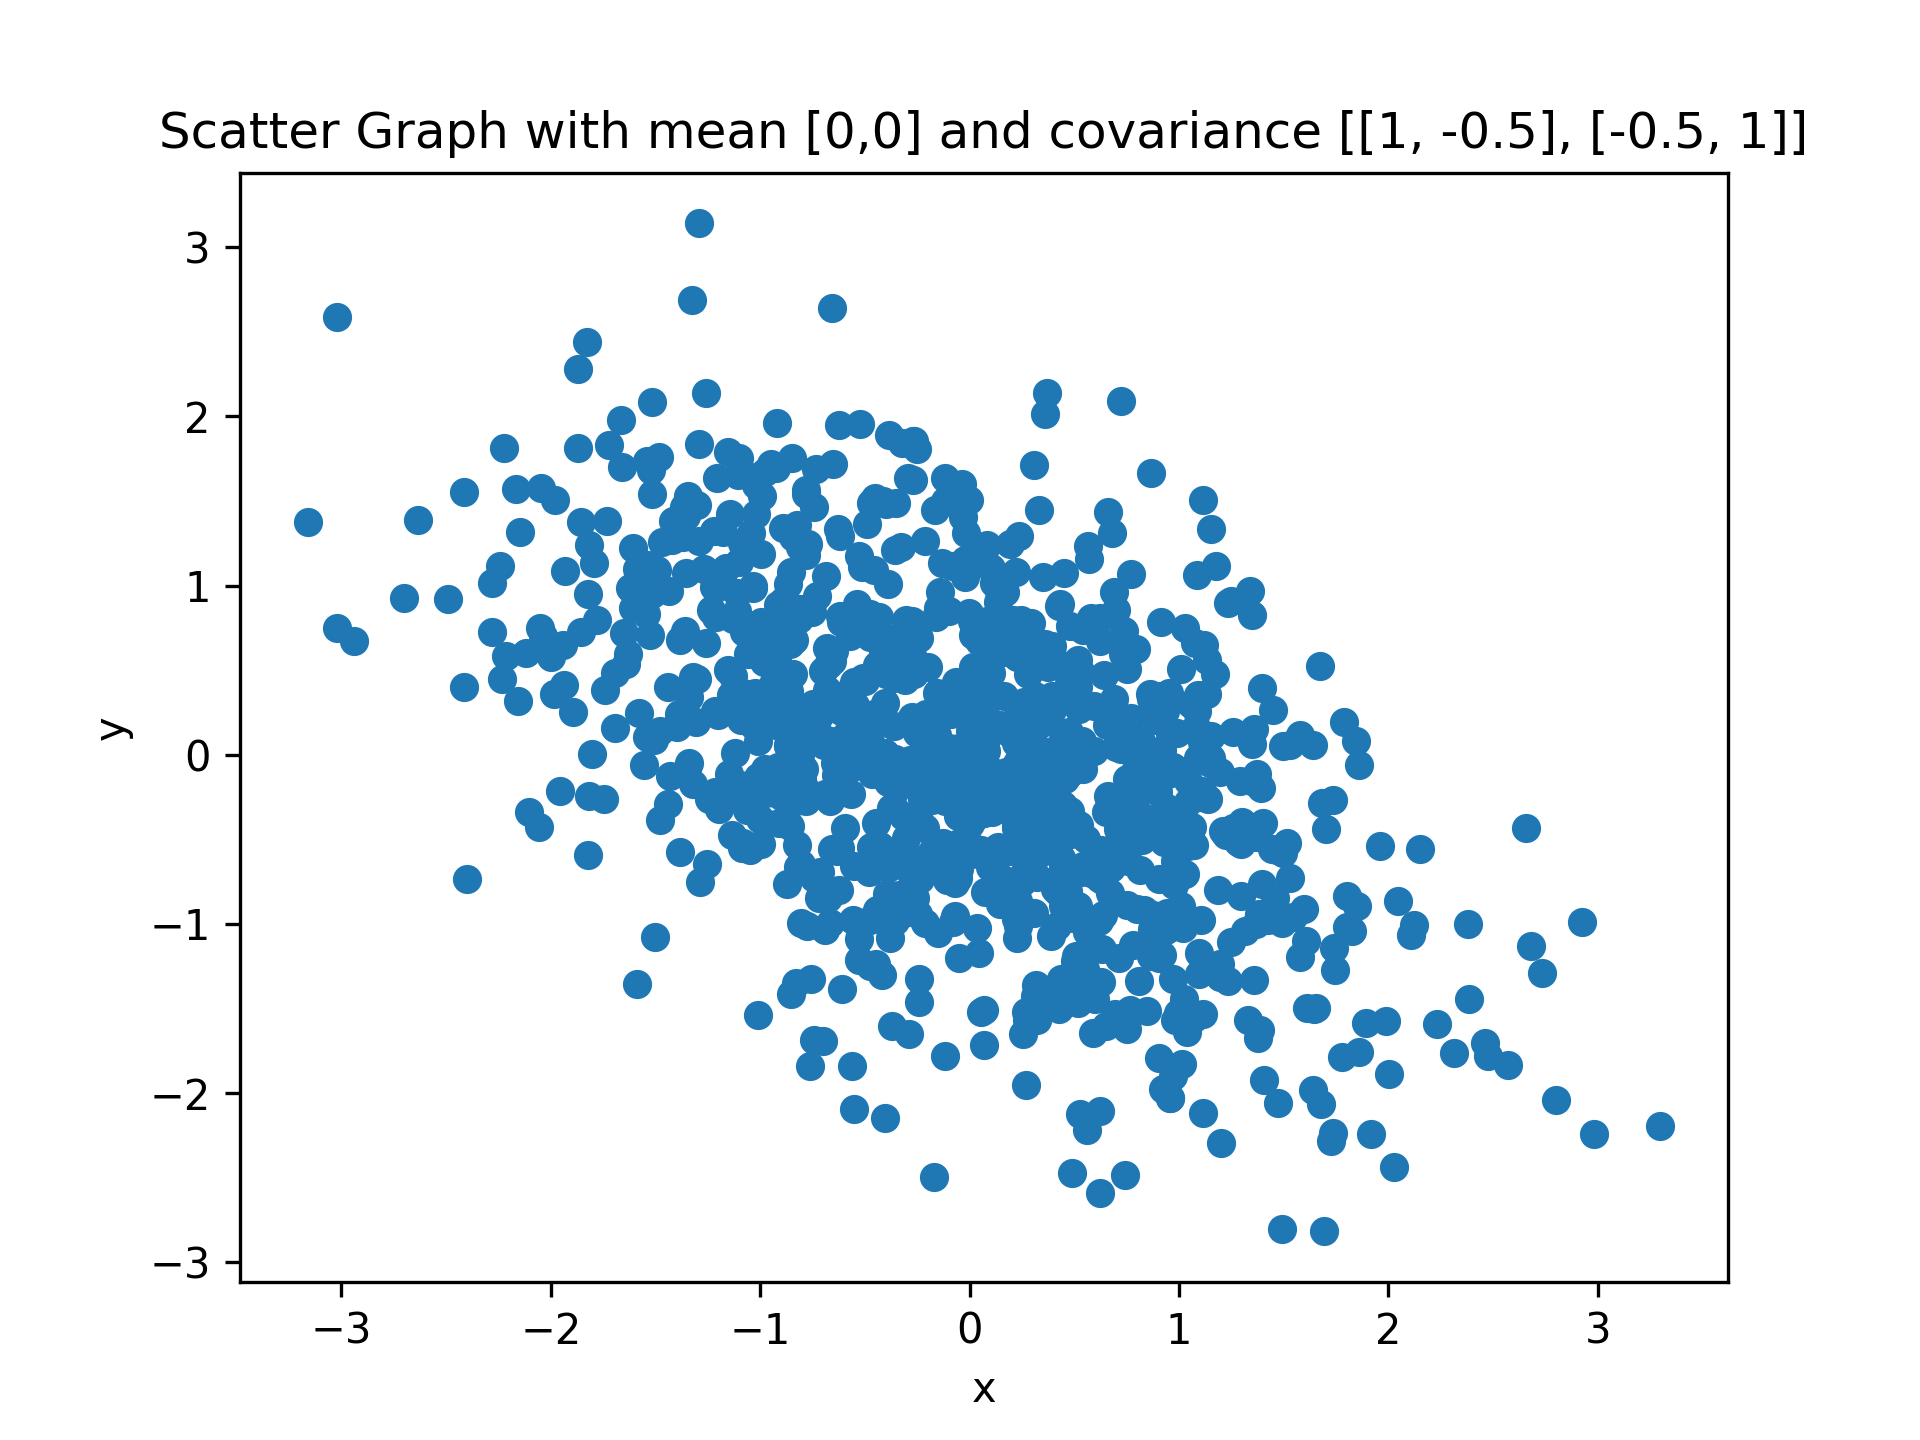 Scatter Graph with mean [0,0] and covariance [[1, -0.5], [-0.5, 1]]
3
2
1
0
−1
−2
−3
y
−3 −2 −1 0 1 2 3
x